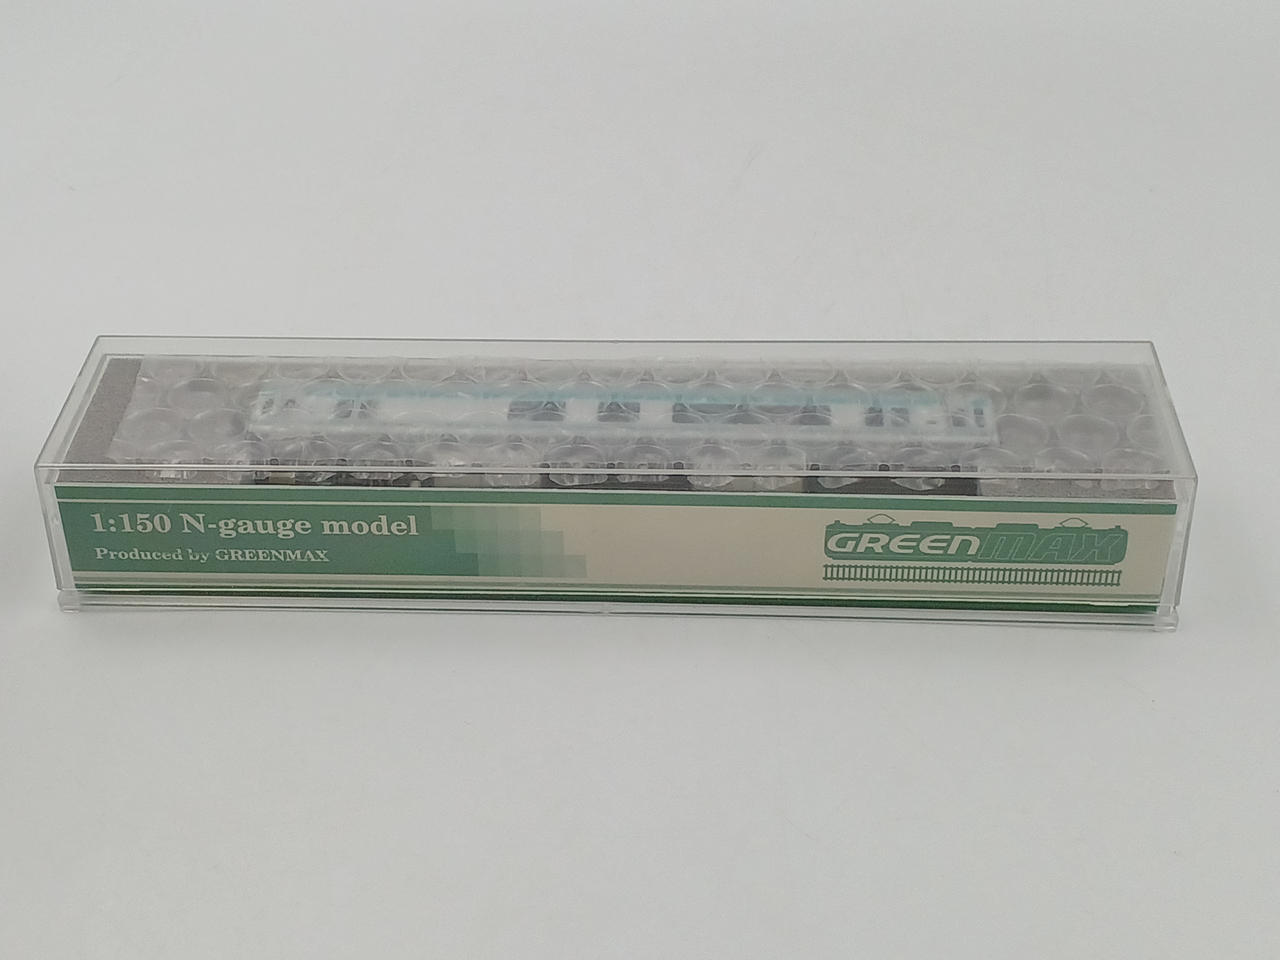 1:150 N-gauge model
Produced by GREENMAX
GREENMAX